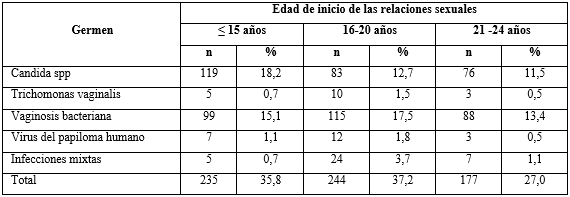 Germen Edad de inicio de las relaciones sexuales
≤ 15 años 16-20 años 21 -24 años
n % n % n %
Candida spp 119 18,2 83 12,7 76 11,5
Trichomonas vaginalis 5 0,7 10 1,5 3 0,5
Vaginosis bacteriana 99 15,1 115 17,5 88 13,4
Virus del papiloma humano 7 1,1 12 1,8 3 0,5
Infecciones mixtas 5 0,7 24 3,7 7 1,1
Total 235 35,8 244 37,2 177 27,0